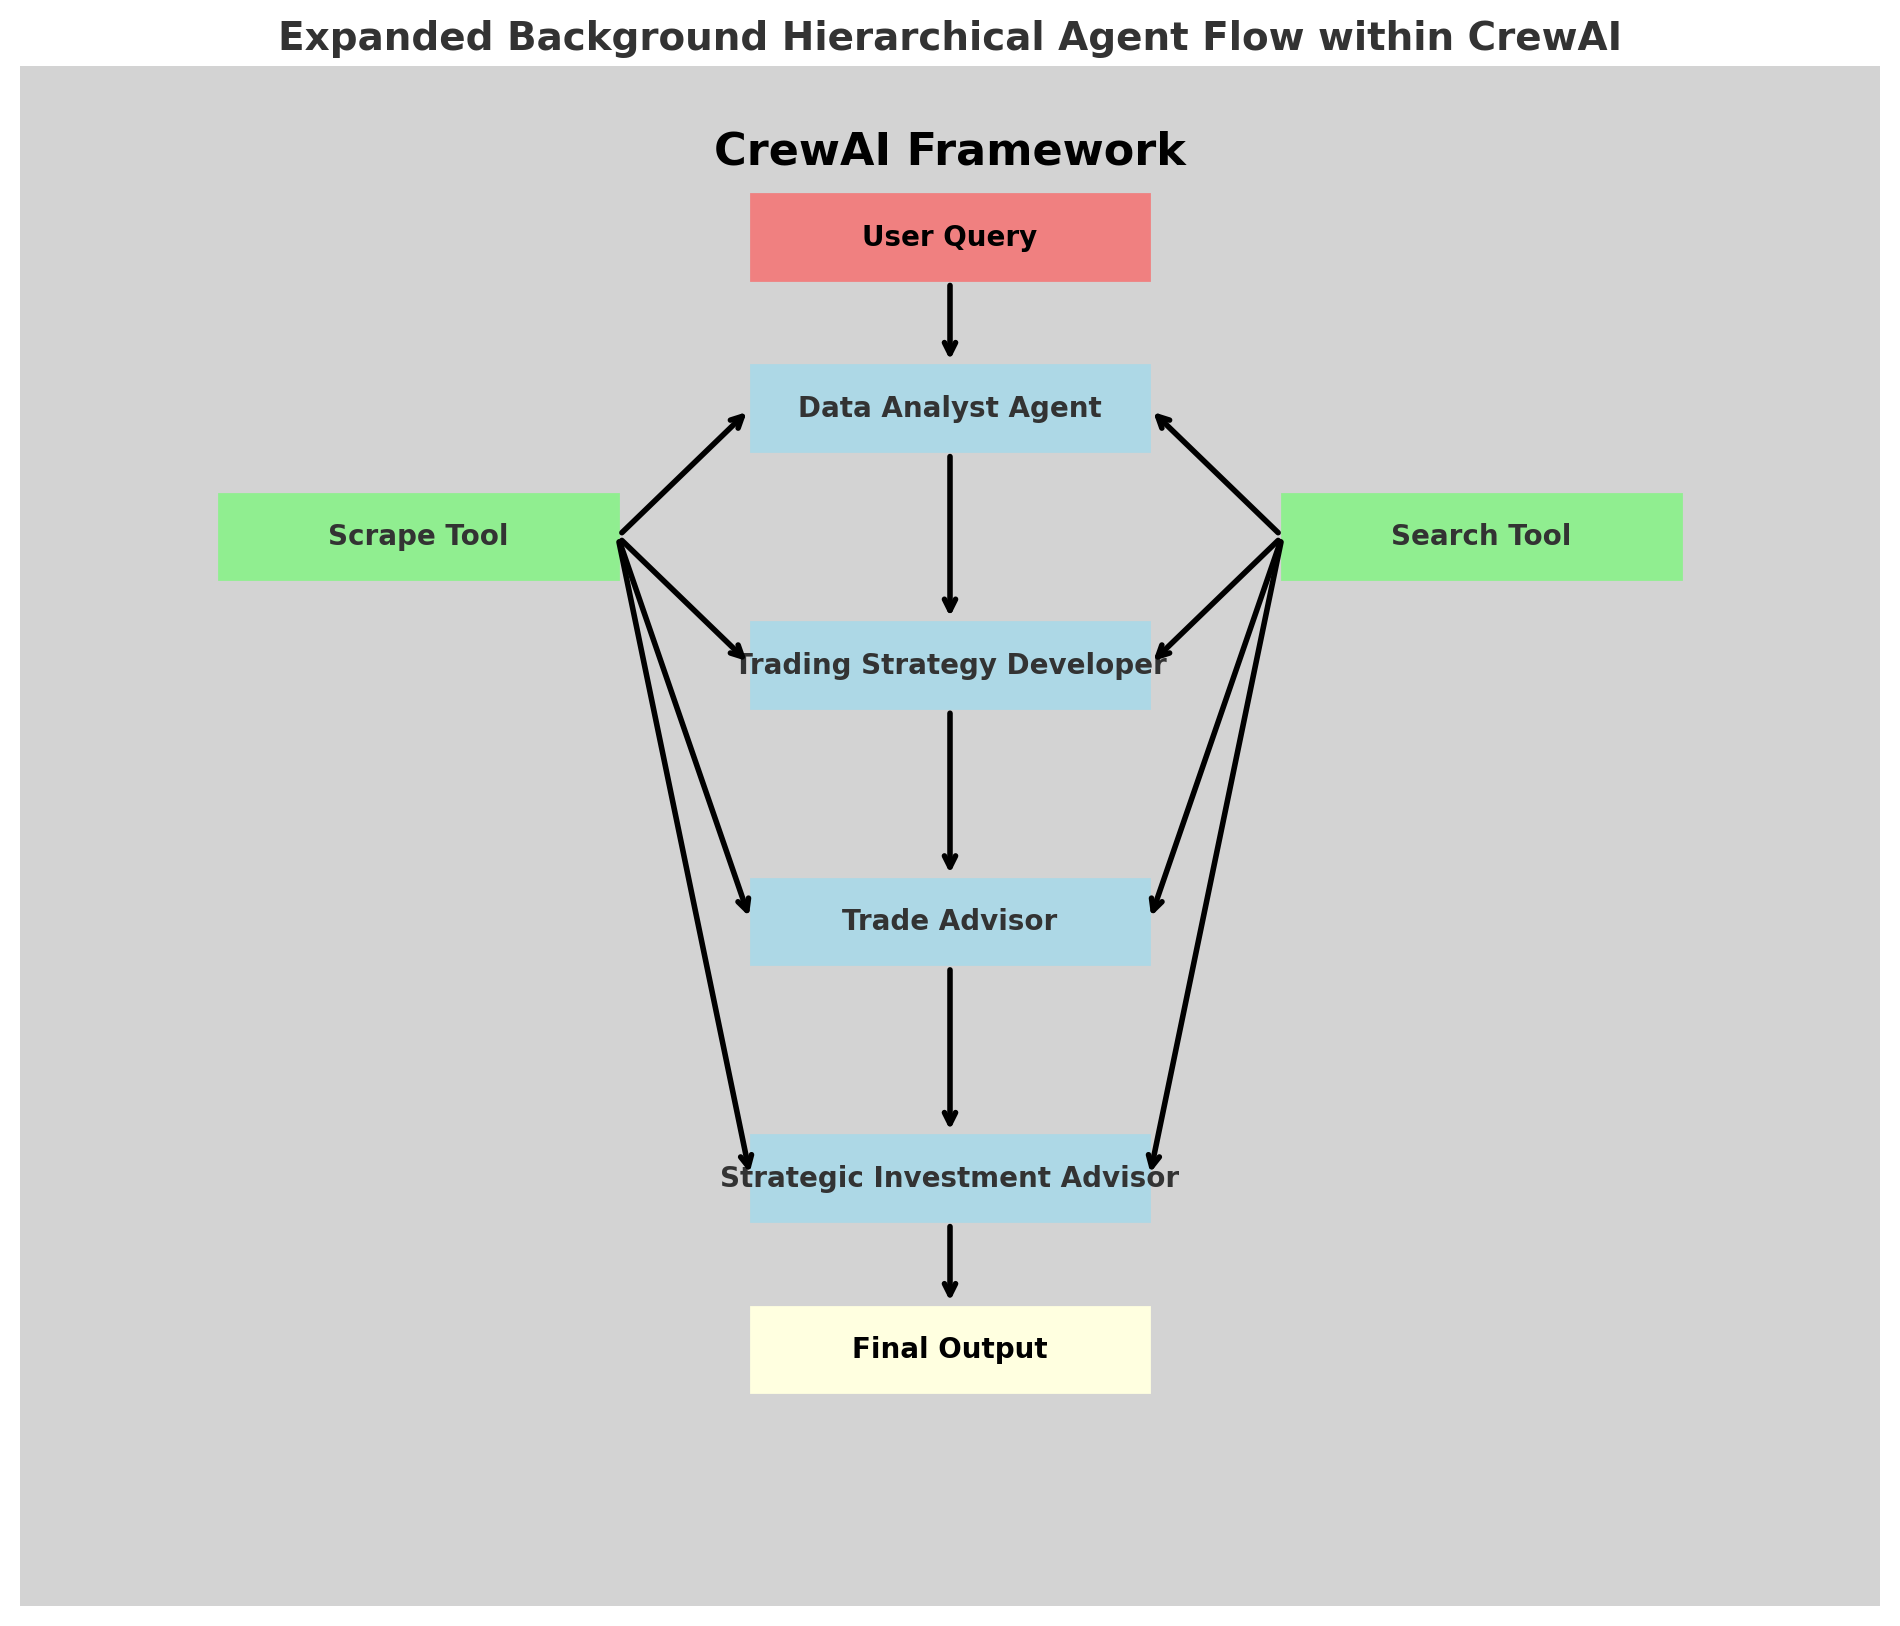 Expanded Background Hierarchical Agent Flow within CrewAI
CrewAI Framework
User Query
Data Analyst Agent
Scrape Tool
Search Tool
Trading Strategy Developer
Trade Advisor
Strategic Investment Advisor
Final Output